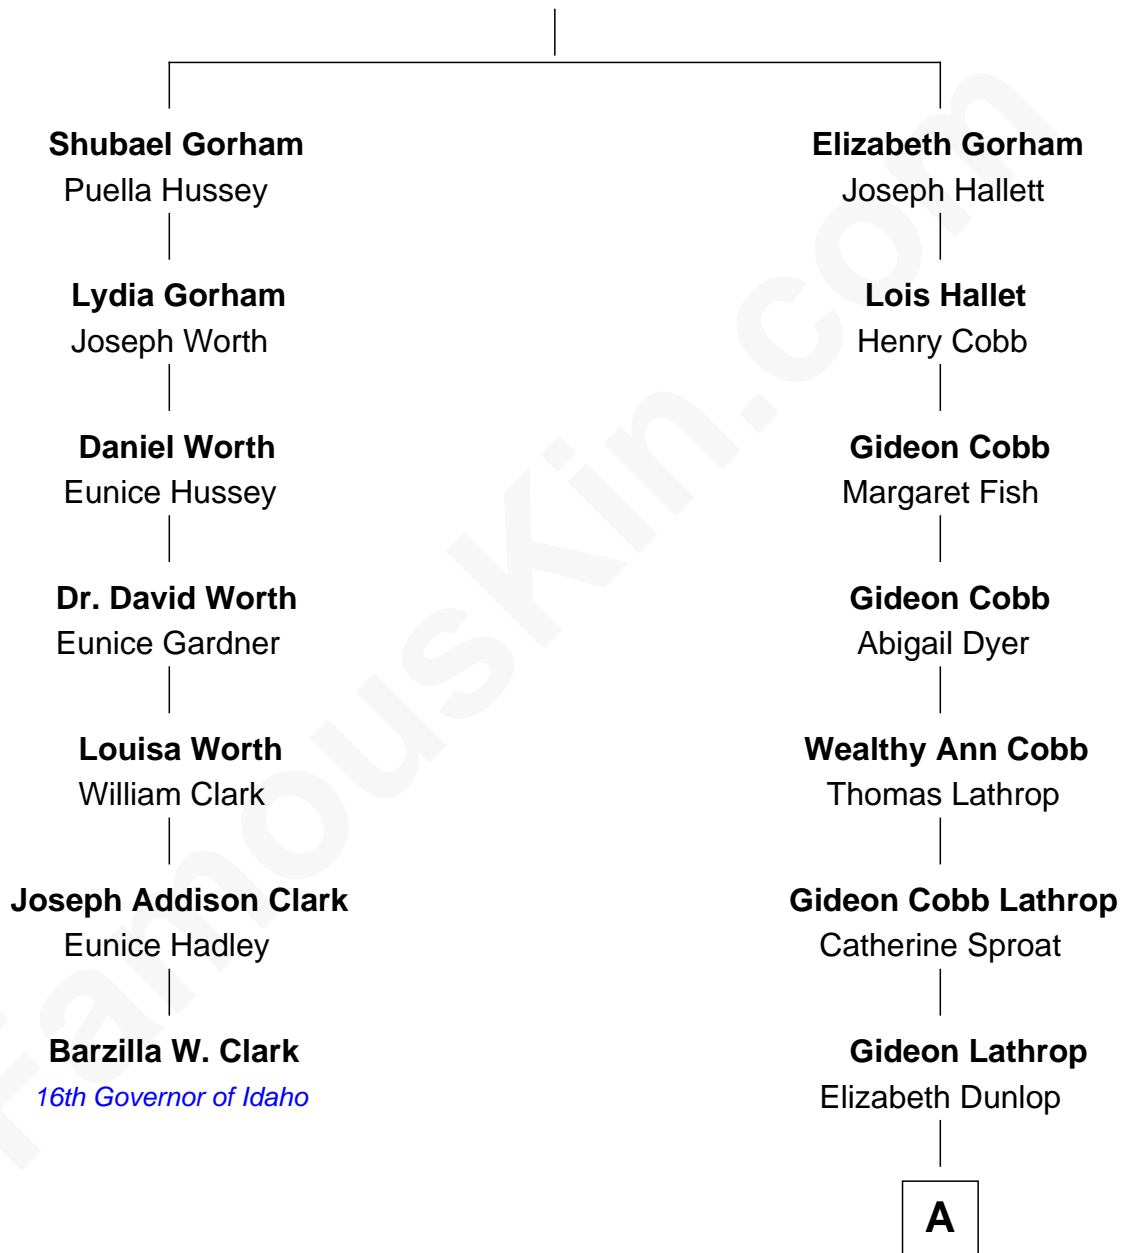 Shubael Gorham
Puella Hussey
Lydia Gorham
Joseph Worth
Daniel Worth
Eunice Hussey
Dr. David Worth
Eunice Gardner
Louisa Worth
William Clark
Joseph Addison Clark
Eunice Hadley
Barzilla W. Clark
16th Governor of Idaho
Elizabeth Gorham
Joseph Hallett
Lois Hallet
Henry Cobb
Gideon Cobb
Margaret Fish
Gideon Cobb
Abigail Dyer
Wealthy Ann Cobb
Thomas Lathrop
Gideon Cobb Lathrop
Catherine Sproat
Gideon Lathrop
Elizabeth Dunlop
A
FamousKin.com